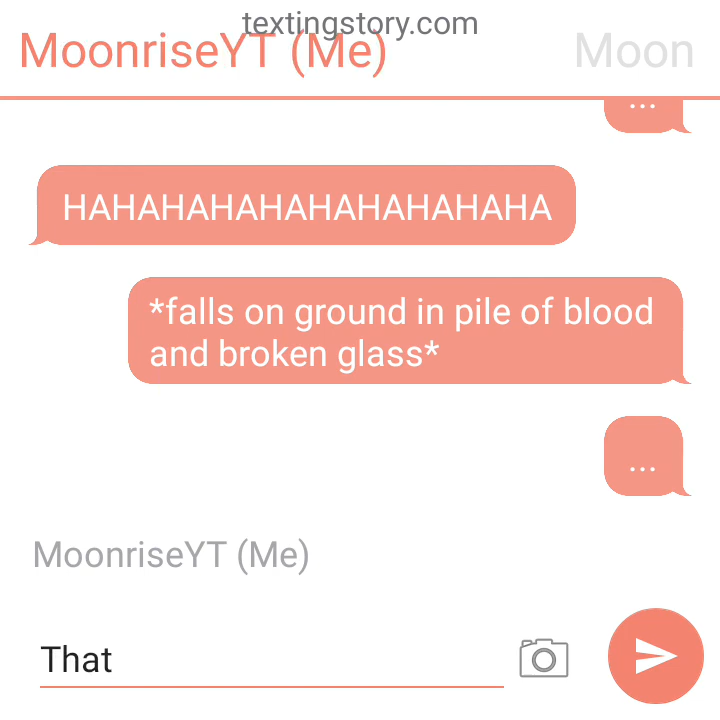 textingstory.com
MoonriseYT (Me)
Moon
...
HAHAHAHAHAHAHAHAHAHA
*falls on ground in pile of blood
and broken glass*
...
MoonriseYT (Me)
That